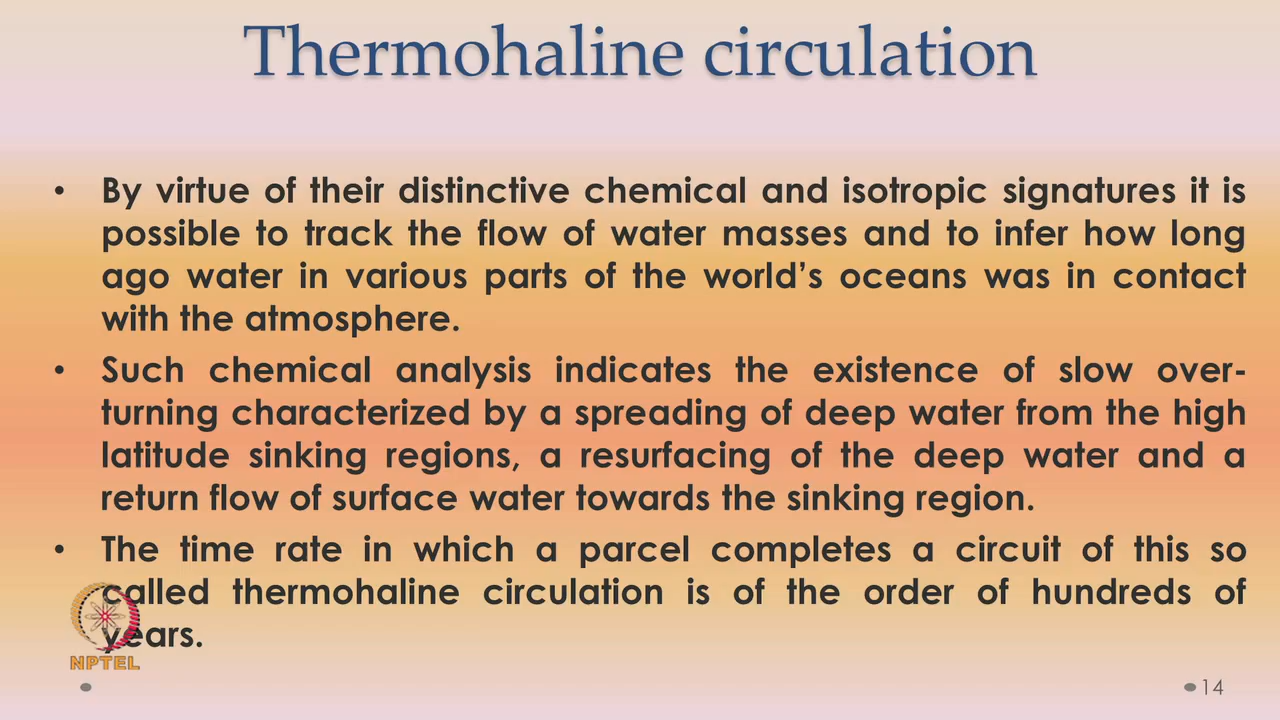 Thermohaline circulation
• By virtue of their distinctive chemical and isotropic signatures it is
possible to track the flow of water masses and to infer how long
ago water in various parts of the world's oceans was in contact
with the atmosphere.
• Such chemical analysis indicates the existence of slow over-
turning characterized by a spreading of deep water from the high
latitude sinking regions, a resurfacing of the deep water and a
return flow of surface water towards the sinking region.
• The time rate in which a parcel completes a circuit of this so
called thermohaline circulation is of the order of hundreds of
years.
NPTEL
14